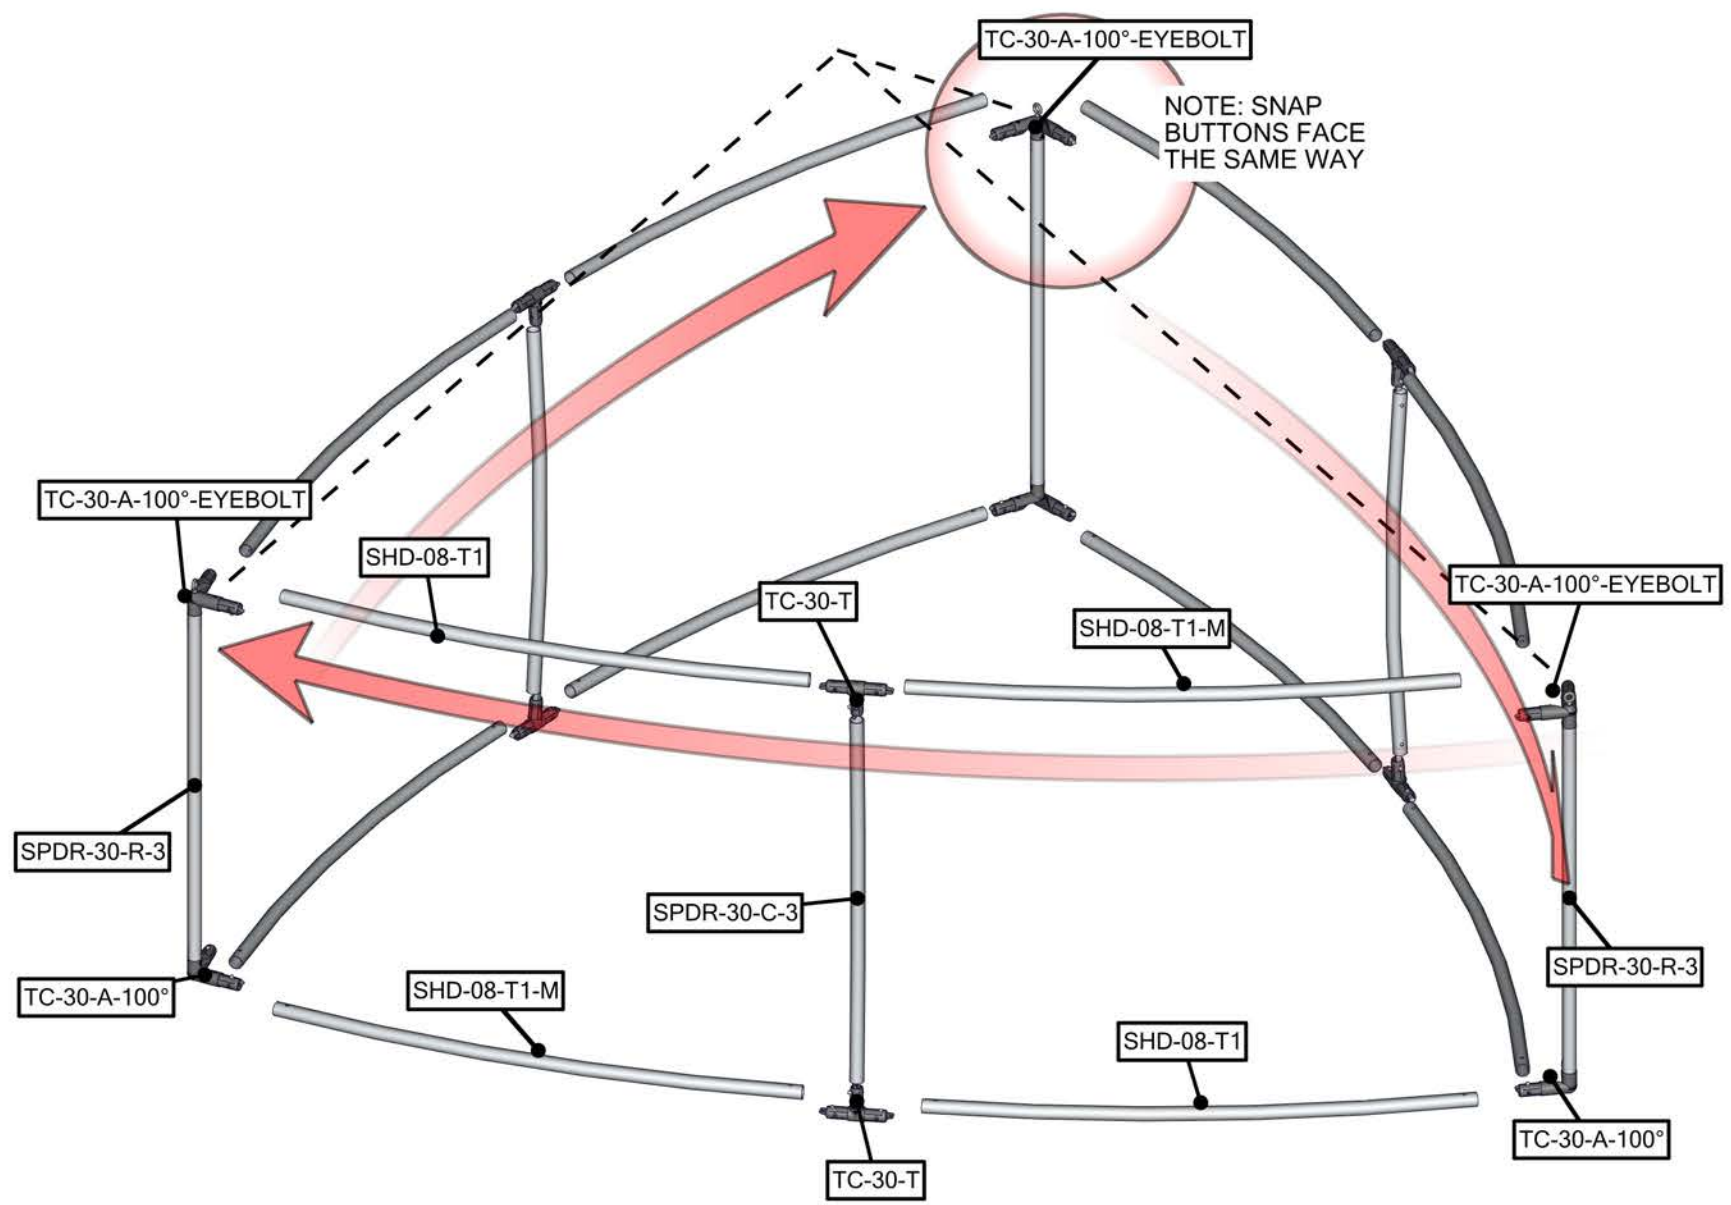 TC-30-A-100°-EYEBOLT
NOTE: SNAP
BUTTONS FACE
THE SAME WAY
TC-30-A-100°-EYEBOLT
SHD-08-T1
TC-30-T
SHD-08-T1-M
TC-30-A-100°-EYEBOLT
SPDR-30-R-3
SPDR-30-C-3
SPDR-30-R-3
TC-30-A-100°
SHD-08-T1-M
SHD-08-T1
TC-30-A-100°
TC-30-T